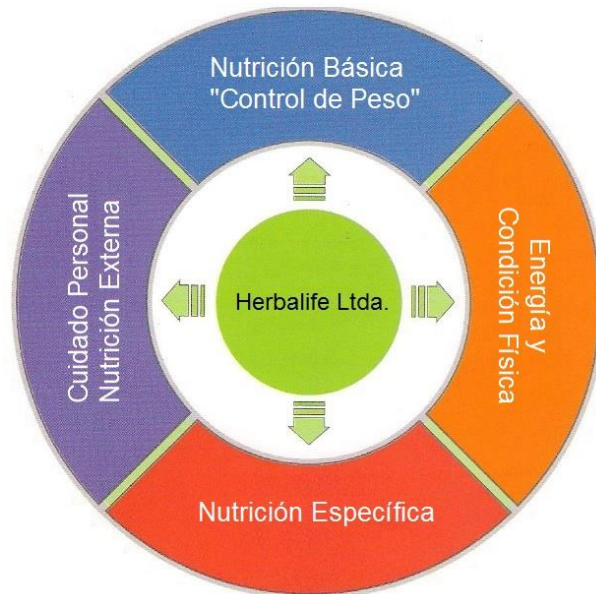 Nutrición Básica
"Control de Peso"
Energía y
Condición Física
Herbalife Ltda.
Cuidado Personal
Nutrición Externa
Nutrición Específica